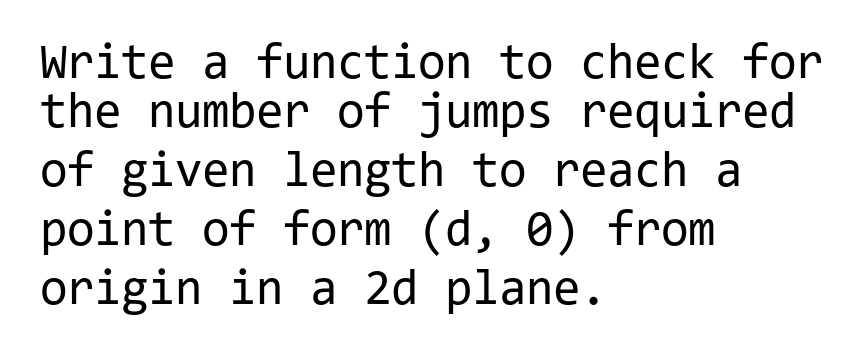 Write a function to check for
the number of jumps required
of given length to reach a
point of form (d, 0) from
origin in a 2d plane.